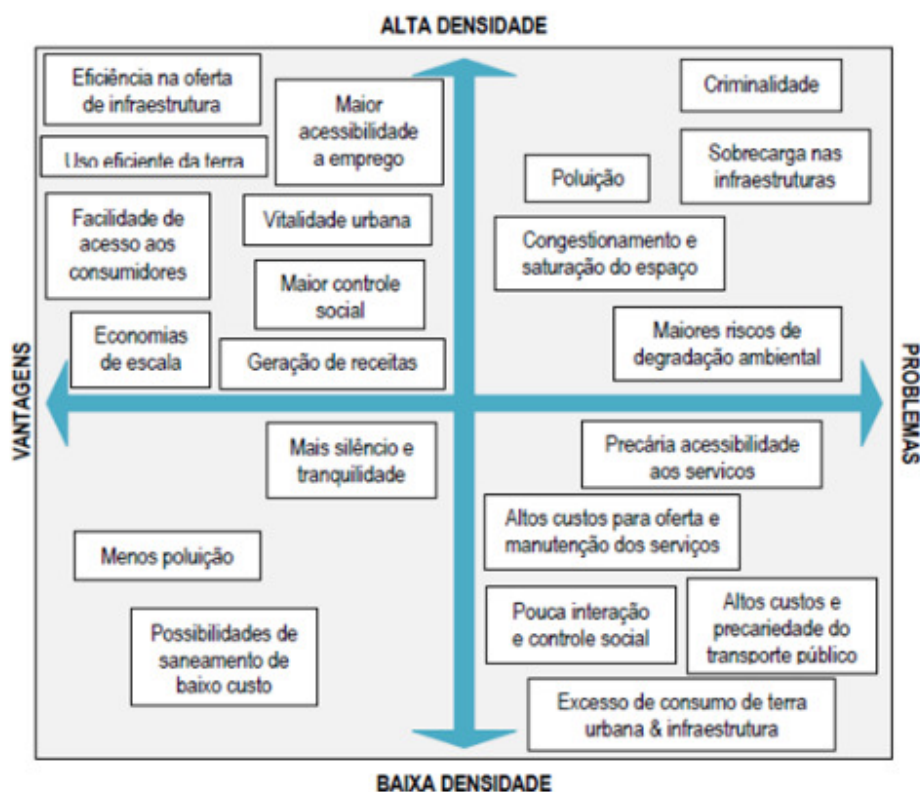 ALTA DENSIDADE
Eficiência na oferta
de infraestrutura
Maior
acessibilidade
a emprego
Criminalidade
Uso eficiente da terra
Poluição
Sobrecarga nas
infraestruturas
Facilidade de
acesso aos
consumidores
Vitalidade urbana
Congestionamento e
saturação do espaço
Maior controle
social
Economias
de escala
Geração de receitas
Maiores riscos de
degradação ambiental
VANTAGENS
PROBLEMAS
Mais silêncio e
tranquilidade
Precária acessibilidade
aos servicos
Altos custos para oferta e
manutenção dos serviços
Menos poluição
Pouca interação
e controle social
Altos custos e
precariedade do
transporte público
Possibilidades de
saneamento de
baixo custo
Excesso de consumo de terra
urbana & infraestrutura
BAIXA DENSIDADE